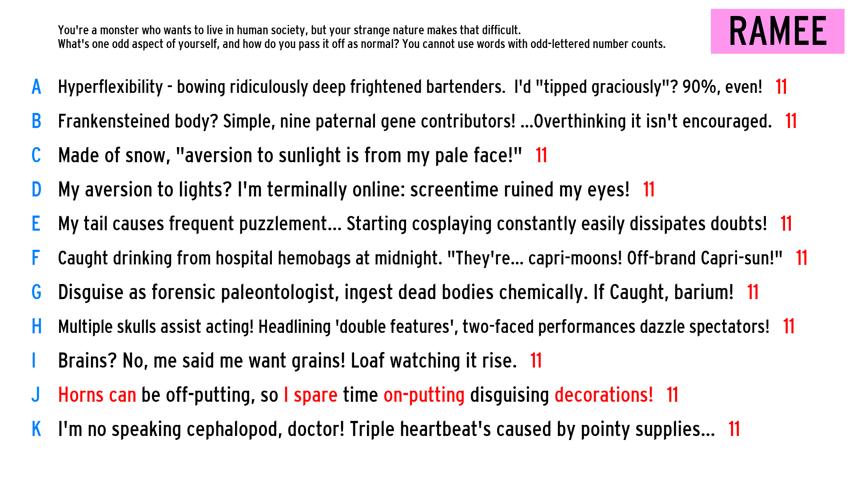 You're a monster who wants to live in human society, but your strange nature makes that difficult.
What's one odd aspect of yourself, and how do you pass it off as normal? You cannot use words with odd-lettered number counts.
RAMEE
A Hyperflexibility - bowing ridiculously deep frightened bartenders. I'd "tipped graciously"? 90%, even! 11
B Frankensteined body? Simple, nine paternal gene contributors! ...Overthinking it isn't encouraged. 11
C Made of snow, "aversion to sunlight is from my pale face!" 11
D My aversion to lights? I'm terminally online: screentime ruined my eyes! 11
E My tail causes frequent puzzlement... Starting cosplaying constantly easily dissipates doubts! 11
F Caught drinking from hospital hemobags at midnight. "They're... capri-moons! Off-brand Capri-sun!" 11
G Disguise as forensic paleontologist, ingest dead bodies chemically. If Caught, barium! 11
H Multiple skulls assist acting! Headlining 'double features', two-faced performances dazzle spectators! 11
I Brains? No, me said me want grains! Loaf watching it rise. 11
J Horns can be off-putting, so I spare time on-putting disguising decorations! 11
K I'm no speaking cephalopod, doctor! Triple heartbeat's caused by pointy supplies... 11